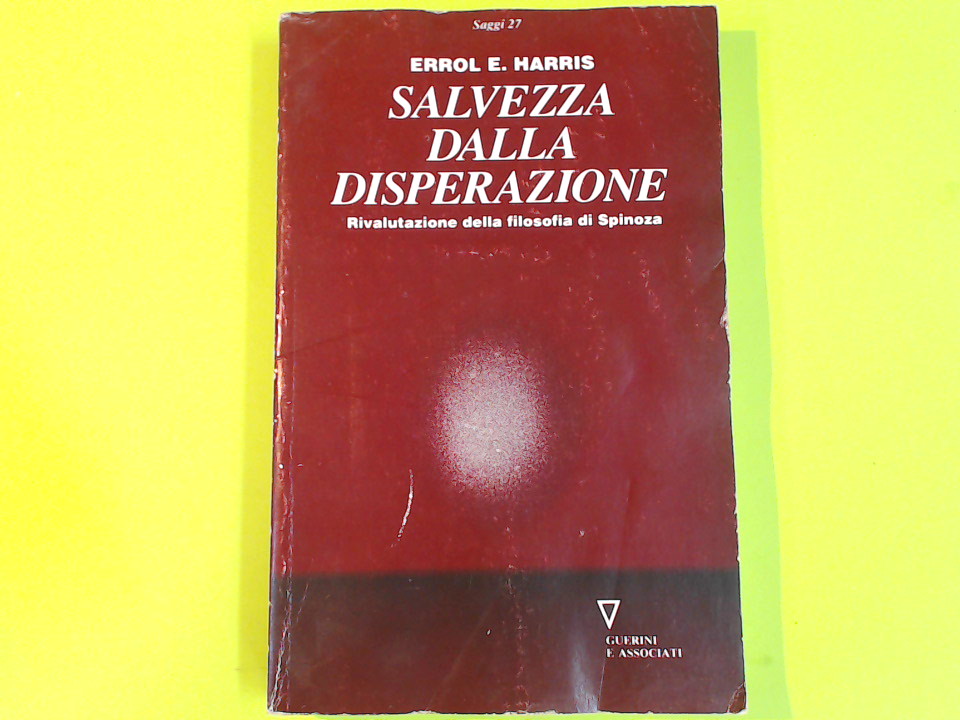 Saggi 27
ERROL E. HARRIS
SALVEZZA
DALLA
DISPERAZIONE
Rivalutazione della filosofia di Spinoza
GUERINI
E ASSOCIATI